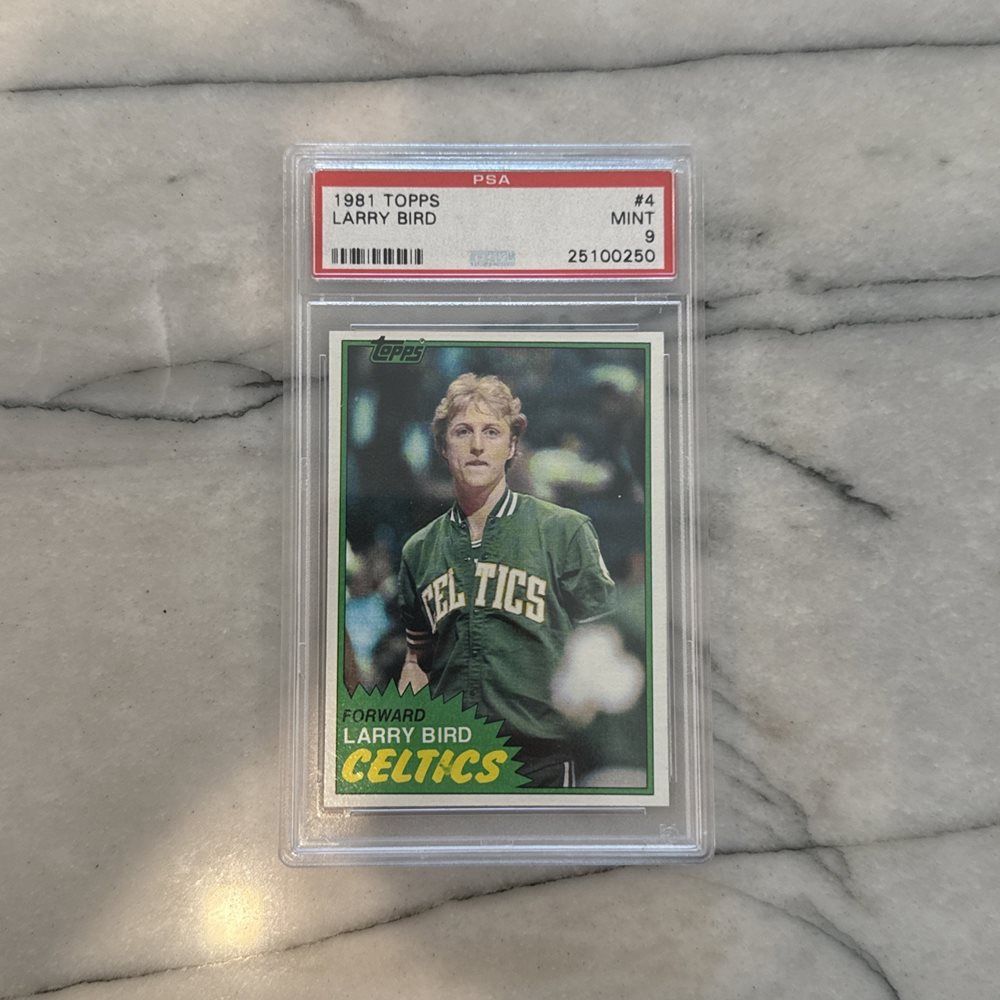 PSA
1981 TOPPS #4
LARRY BIRD MINT
9
25100250
topps
CELTICS
FORWARD
LARRY BIRD
CELTICS